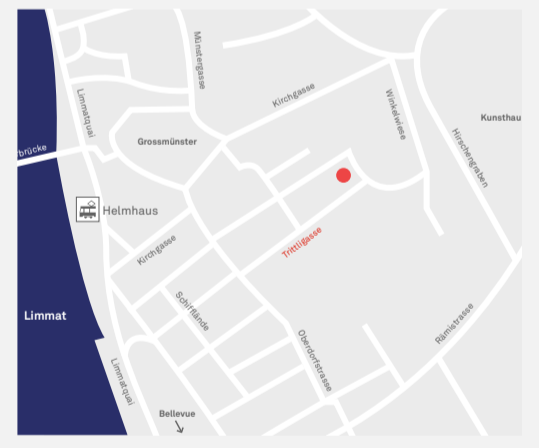 Münstergasse
Kirchgasse
Limmatquai
Winkelwiese
Kunsthau
Grossmünster
Hirschengraben
brücke
Helmhaus
Trittligasse
Kirchgasse
Schifflände
Limmat
Oberdorfstrasse
Rämistrasse
Limmatquai
Bellevue